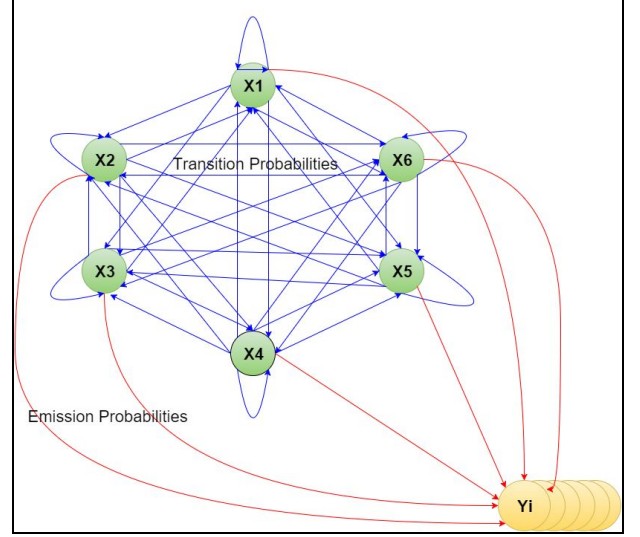 X1
X2
Transition Probabilities
X6
X3
X5
X4
Emission Probabilities
Yi